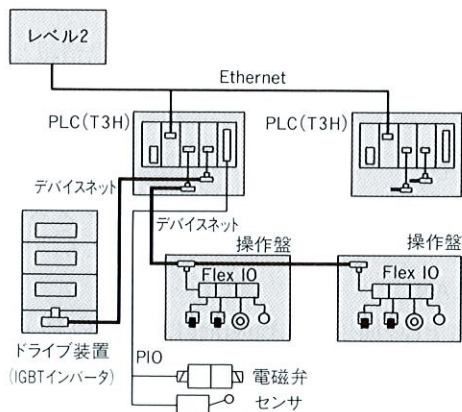 レベル2
Ethernet
PLC(T3H)
PLC(T3H)
デバイスネット
デバイスネット
操作盤
操作盤
Flex IO
Flex IO
ドライブ装置
(IGBTインバータ)
PIO
電磁弁
センサ